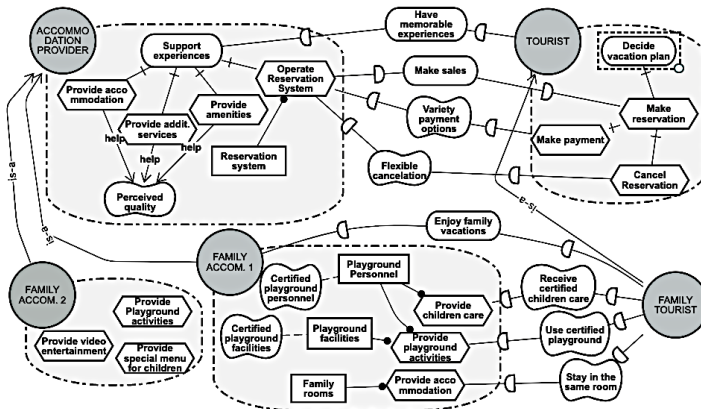 ACCOMMO
DATION
PROVIDER
Support
experiences
Have
memorable
experiences
TOURIST
Decide
vacation plan
Operate
Reservation
System
Make sales
Provide acco
mmodation
Provide
amenities
Provide addit.
services
Variety
payment
options
Make
reservation
Make payment
help
help
help
Reservation
system
Flexible
cancelation
Cancel
Reservation
Perceived
quality
is-a
is-a
is-a
Enjoy family
vacations
FAMILY
ACCOM. 1
FAMILY
ACCOM. 2
FAMILY
TOURIST
Certified
playground
personnel
Playground
Personnel
Provide
children care
Receive
certified
children care
Provide
Playground
activities
Provide video
entertainment
Provide
special menu
for children
Certified
playground
facilities
Playground
facilities
Provide
playground
activities
Use certified
playground
Family
rooms
Provide acco
mmodation
Stay in the
same room